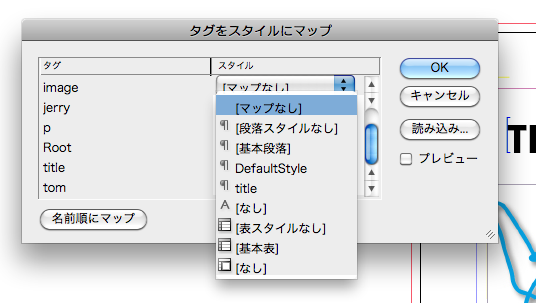 タグをスタイルにマップ
タグ スタイル
image [マップなし]
jerry
p
Root
title
tom
[マップなし]
[段落スタイルなし]
[基本段落]
DefaultStyle
title
[なし]
[表スタイルなし]
[基本表]
[なし]
OK
キャンセル
読み込み...
プレビュー
名前順にマップ